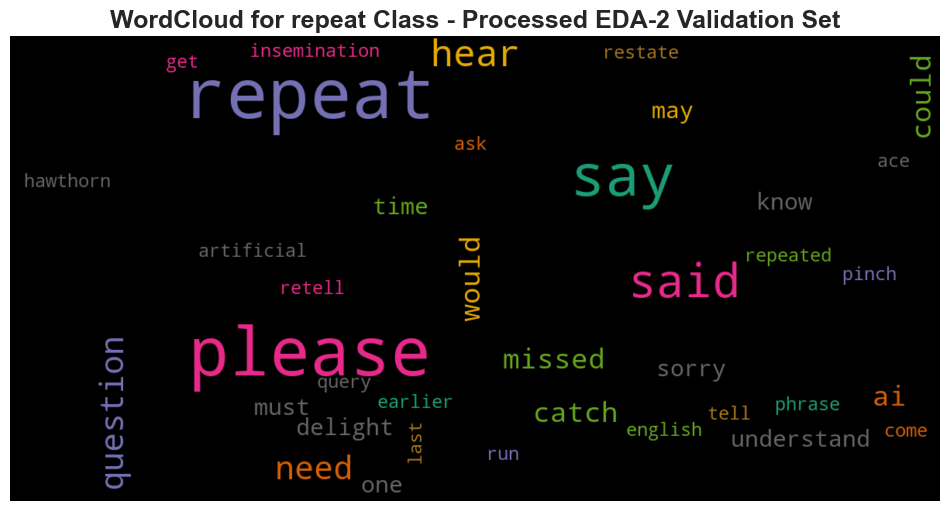 WordCloud for repeat Class - Processed EDA-2 Validation Set
insemination
hear
restate
get
repeat
could
may
ask
say
ace
hawthorn
time
know
artificial
would
repeated
retell
said
pinch
please
question
missed
sorry
query
must
earlier
ai
delight
last
catch
tell
phrase
english
understand
come
need
run
one